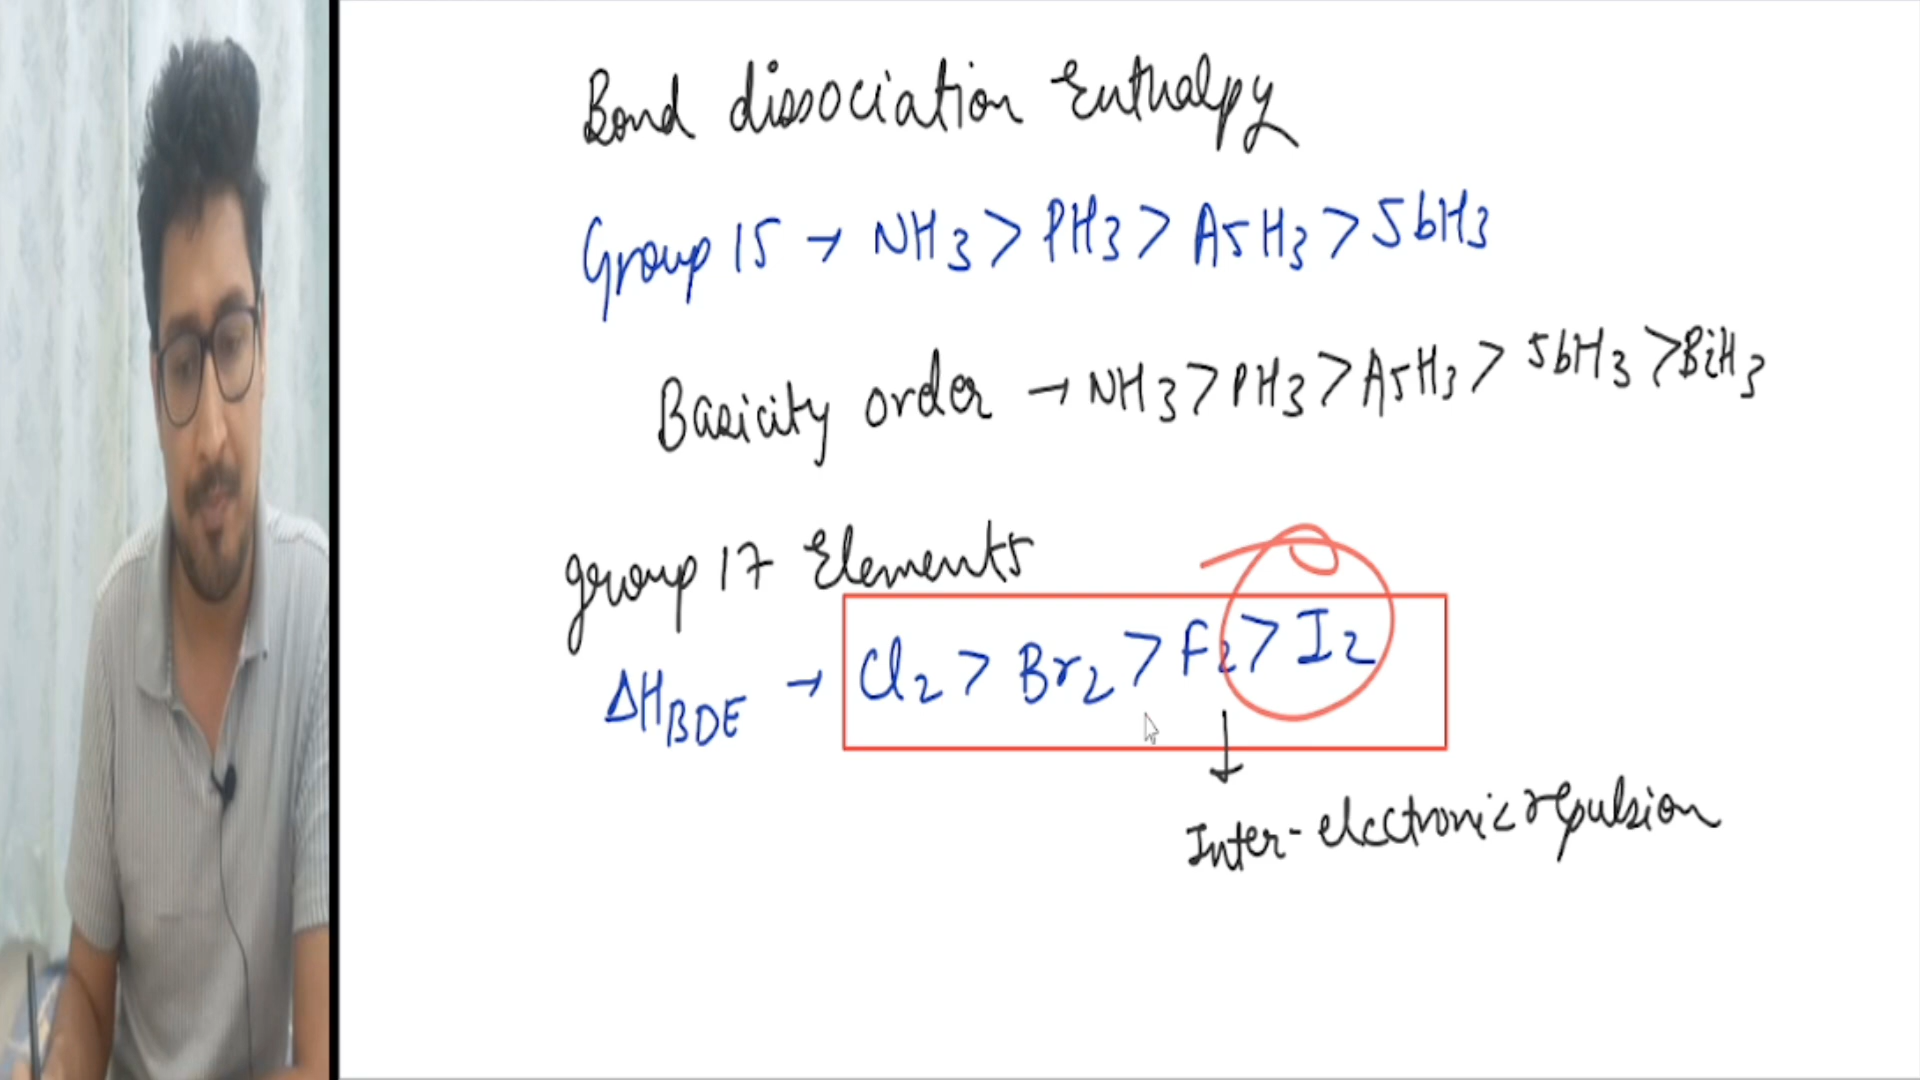 Bond dissociation Enthalpy
Group 15 → NH3 > PH3 > AsH3 > SbH3
Basicity order → NH3 > PH3 > AsH3 > SbH3 > BiH3
group 17 Elements
ΔHBDE → Cl2 > Br2 > F2 > I2
↓
Inter-electronic repulsion